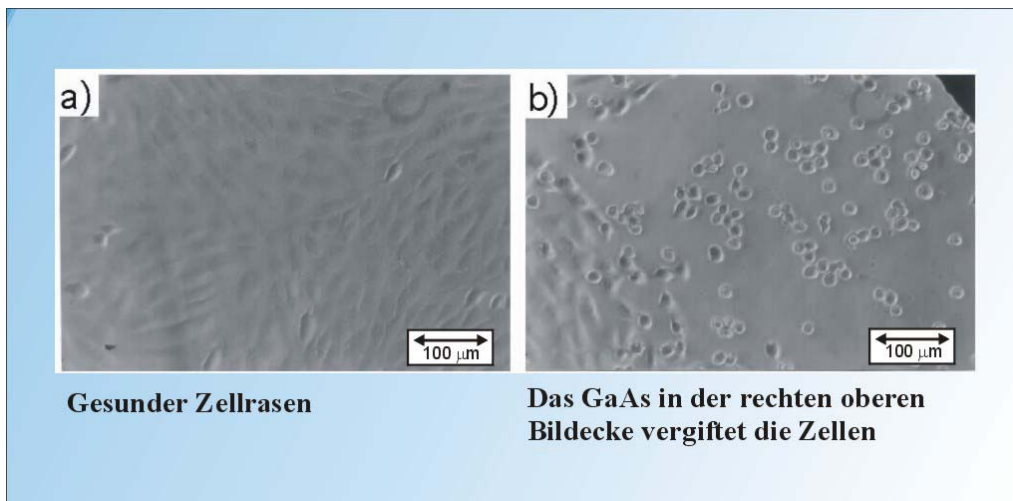 a)
100 µm
Gesunder Zellrasen
b)
100 µm
Das GaAs in der rechten oberen
Bildecke vergiftet die Zellen